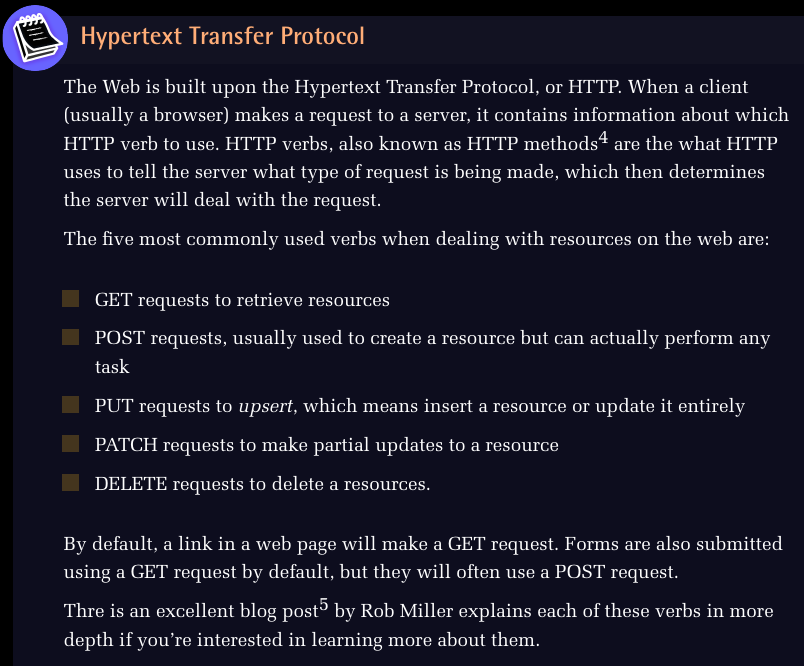 Hypertext Transfer Protocol
The Web is built upon the Hypertext Transfer Protocol, or HTTP. When a client
(usually a browser) makes a request to a server, it contains information about which
HTTP verb to use. HTTP verbs, also known as HTTP methods4 are the what HTTP
uses to tell the server what type of request is being made, which then determines
the server will deal with the request.
The five most commonly used verbs when dealing with resources on the web are:
GET requests to retrieve resources
POST requests, usually used to create a resource but can actually perform any
task
PUT requests to upsert, which means insert a resource or update it entirely
PATCH requests to make partial updates to a resource
DELETE requests to delete a resources.
By default, a link in a web page will make a GET request. Forms are also submitted
using a GET request by default, but they will often use a POST request.
Thre is an excellent blog post5 by Rob Miller explains each of these verbs in more
depth if you're interested in learning more about them.